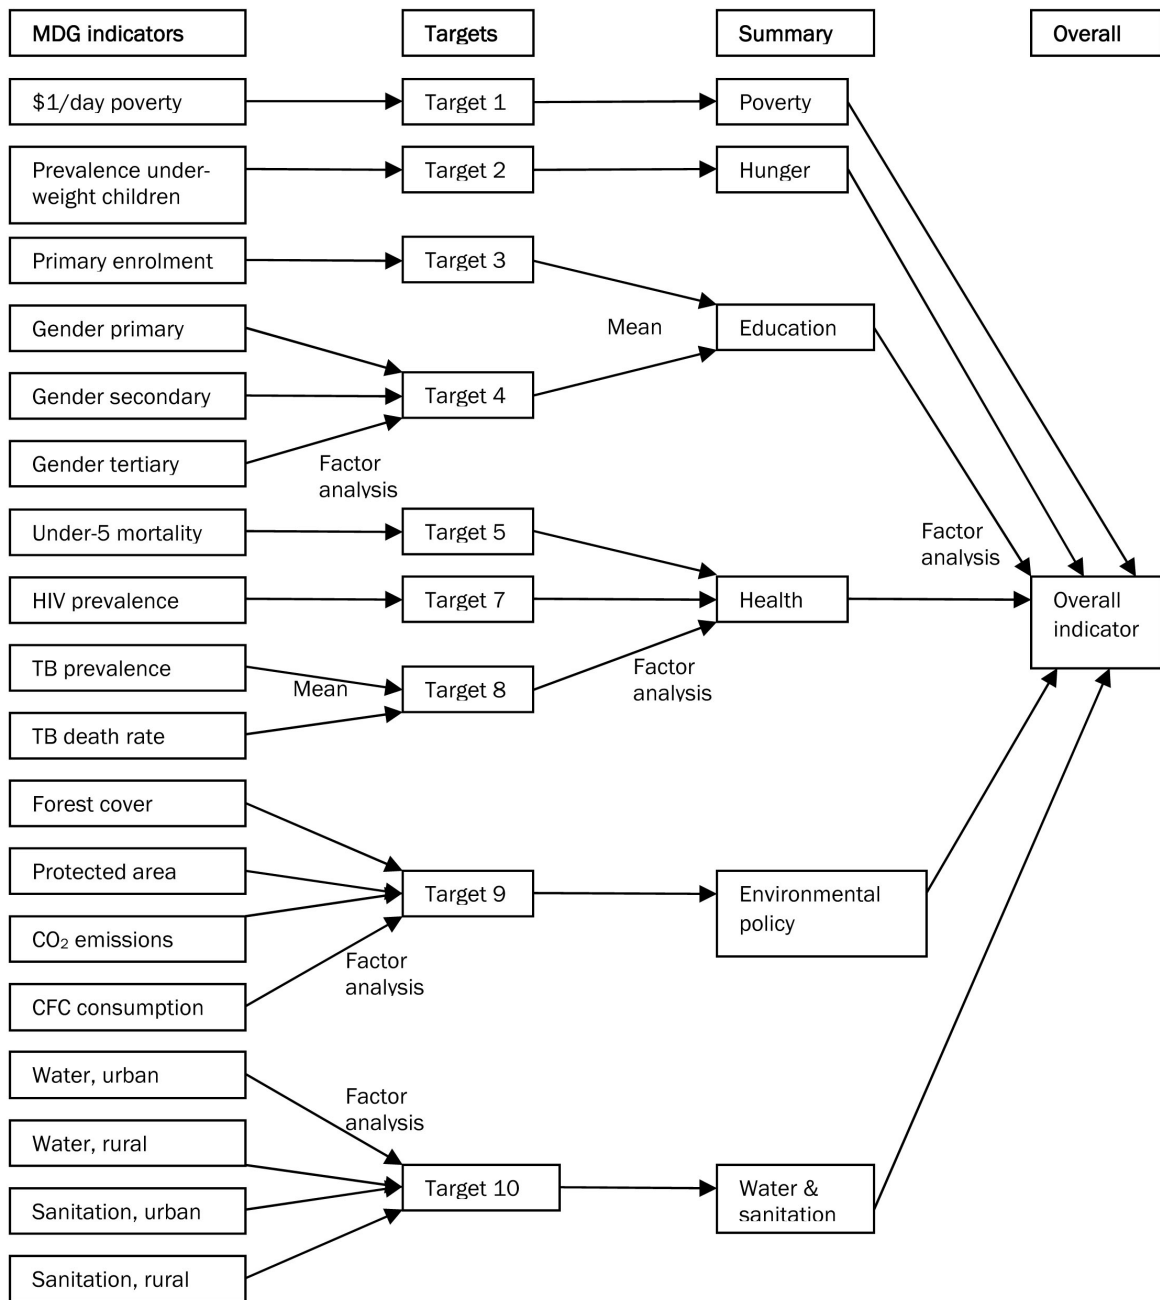 MDG indicators
Targets
Summary
Overall
$1/day poverty
Target 1
Poverty
Prevalence under-
weight children
Target 2
Hunger
Primary enrolment
Target 3
Gender primary
Mean
Education
Gender secondary
Target 4
Gender tertiary
Factor
analysis
Under-5 mortality
Target 5
Factor
analysis
HIV prevalence
Target 7
Health
Overall
indicator
TB prevalence
Mean
Target 8
Factor
analysis
TB death rate
Forest cover
Protected area
Target 9
Environmental
policy
CO₂ emissions
Factor
analysis
CFC consumption
Water, urban
Factor
analysis
Water, rural
Target 10
Water &
sanitation
Sanitation, urban
Sanitation, rural